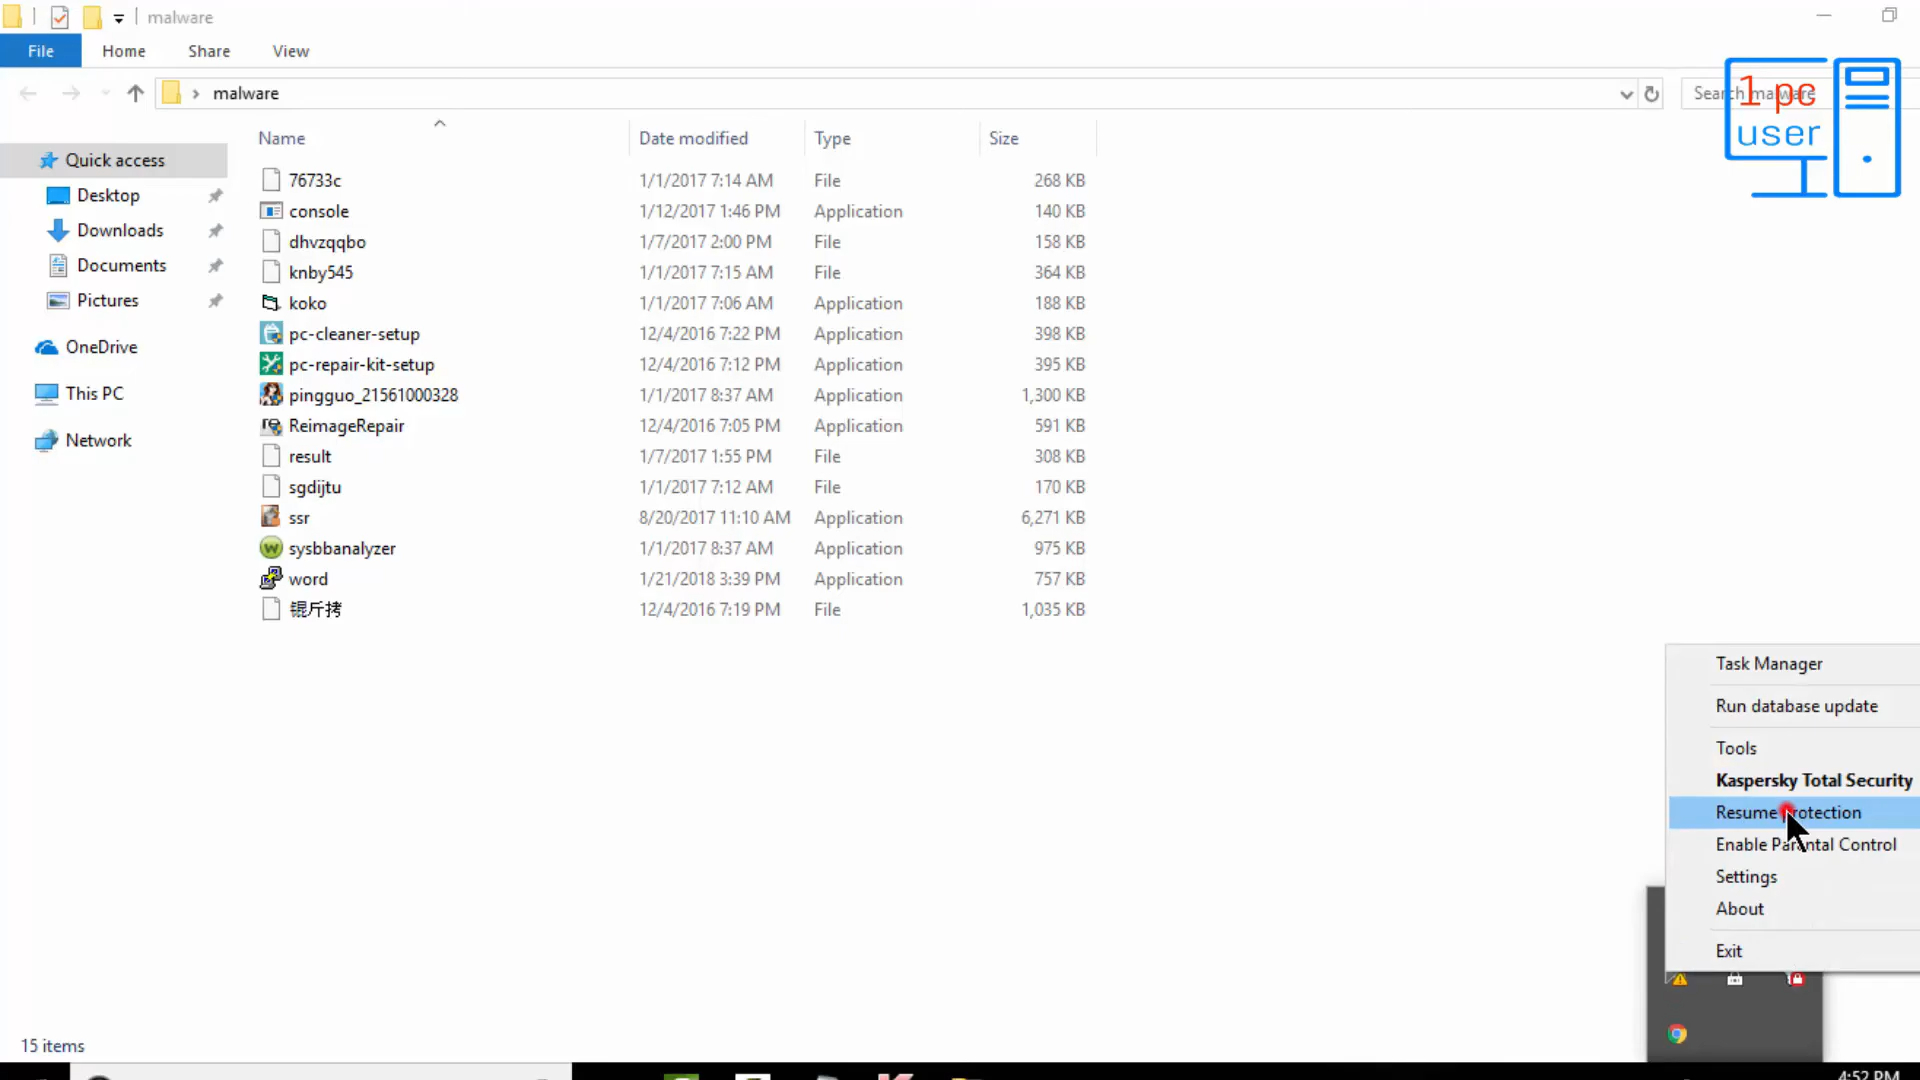 malware
File Home Share View
malware
Search malware
1 pc
user
Name Date modified Type Size
Quick access
Desktop
Downloads
Documents
Pictures
OneDrive
This PC
Network
76733c 1/1/2017 7:14 AM File 268 KB
console 1/12/2017 1:46 PM Application 140 KB
dhvzqqbo 1/7/2017 2:00 PM File 158 KB
knby545 1/1/2017 7:15 AM File 364 KB
koko 1/1/2017 7:06 AM Application 188 KB
pc-cleaner-setup 12/4/2016 7:22 PM Application 398 KB
pc-repair-kit-setup 12/4/2016 7:12 PM Application 395 KB
pingguo_21561000328 1/1/2017 8:37 AM Application 1,300 KB
ReimageRepair 12/4/2016 7:05 PM Application 591 KB
result 1/7/2017 1:55 PM File 308 KB
sgdijtu 1/1/2017 7:12 AM File 170 KB
ssr 8/20/2017 11:10 AM Application 6,271 KB
sysbbanalyzer 1/1/2017 8:37 AM Application 975 KB
word 1/21/2018 3:39 PM Application 757 KB
锟斤拷 12/4/2016 7:19 PM File 1,035 KB
Task Manager
Run database update
Tools
Kaspersky Total Security
Resume protection
Enable Parental Control
Settings
About
Exit
15 items
4:52 PM